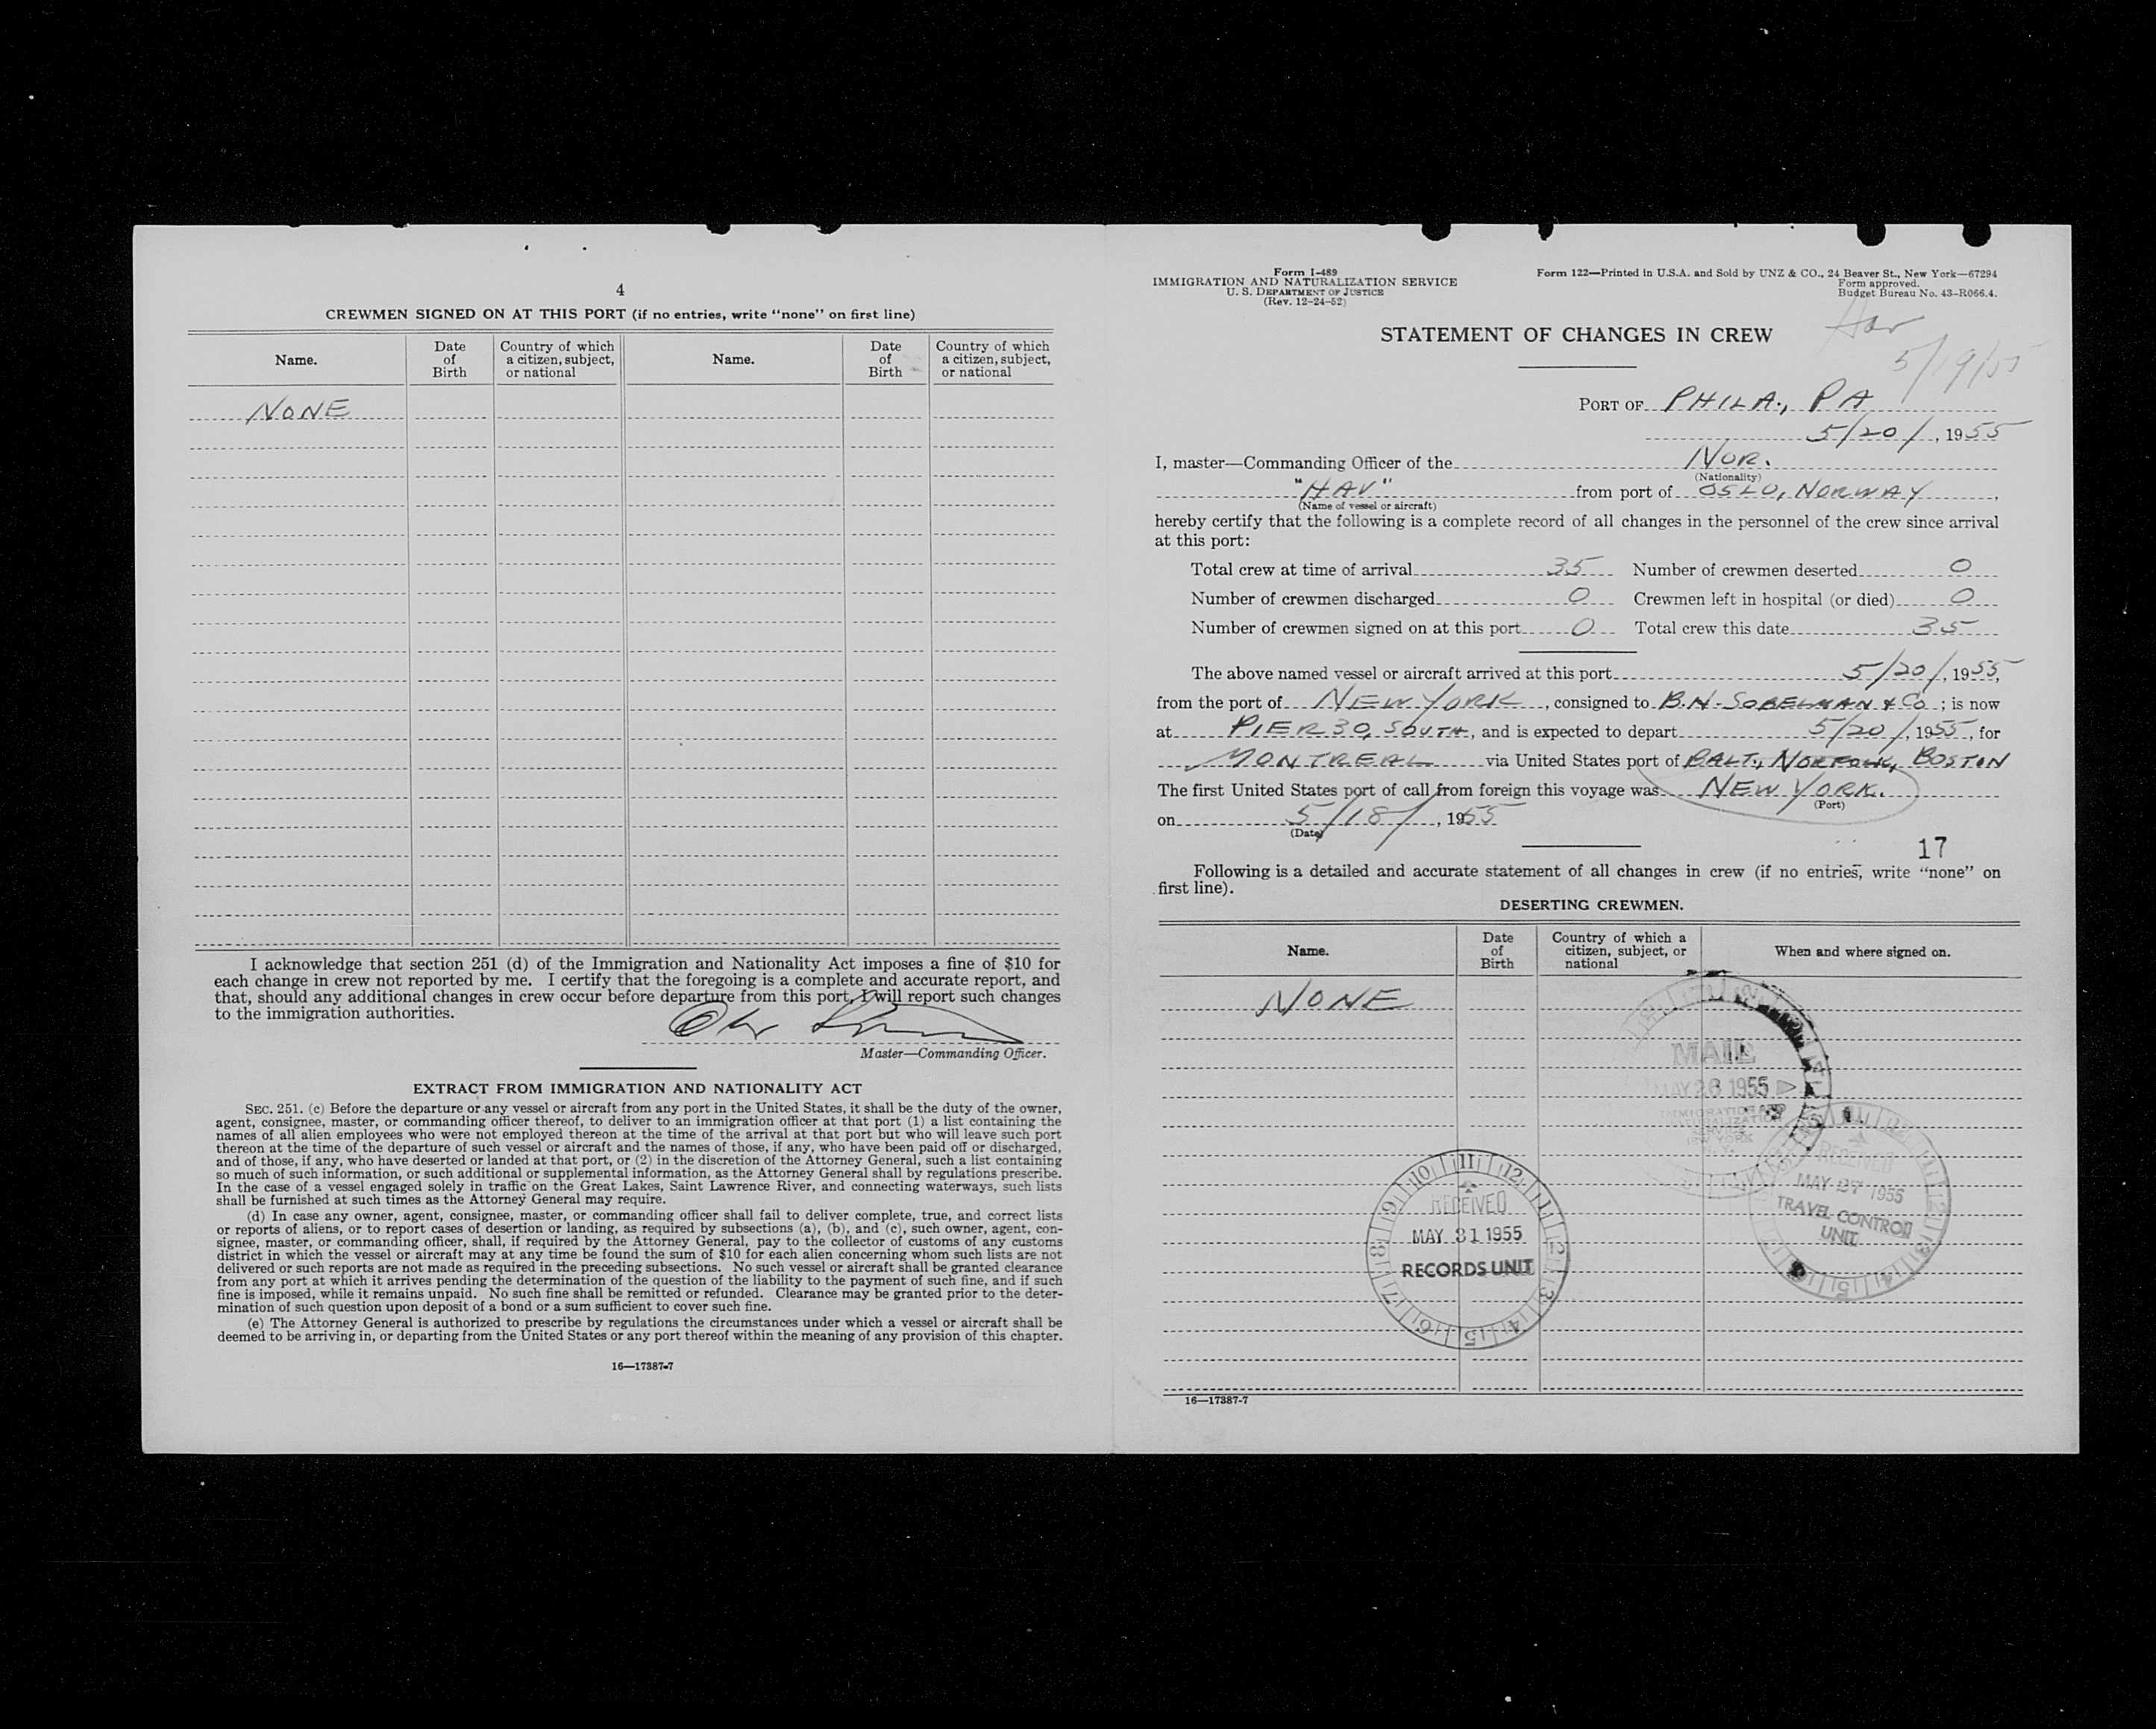 4
CREWMEN SIGNED ON AT THIS PORT (if no entries, write "none" on first line)
Name. Date of Birth Country of which a citizen, subject, or national Name. Date of Birth Country of which a citizen, subject, or national
NONE
I acknowledge that section 251 (d) of the Immigration and Nationality Act imposes a fine of $10 for
each change in crew not reported by me. I certify that the foregoing is a complete and accurate report, and
that, should any additional changes in crew occur before departure from this port, I will report such changes
to the immigration authorities.
Master—Commanding Officer.
EXTRACT FROM IMMIGRATION AND NATIONALITY ACT
SEC. 251. (c) Before the departure or any vessel or aircraft from any port in the United States, it shall be the duty of the owner,
agent, consignee, master, or commanding officer thereof, to deliver to an immigration officer at that port (1) a list containing the
names of all alien employees who were not employed thereon at the time of the arrival at that port but who will leave such port
thereon at the time of the departure of such vessel or aircraft and the names of those, if any, who have been paid off or discharged,
and of those, if any, who have deserted or landed at that port, or (2) in the discretion of the Attorney General, such a list containing
so much of such information, or such additional or supplemental information, as the Attorney General shall by regulations prescribe.
In the case of a vessel engaged solely in traffic on the Great Lakes, Saint Lawrence River, and connecting waterways, such lists
shall be furnished at such times as the Attorney General may require.
(d) In case any owner, agent, consignee, master, or commanding officer shall fail to deliver complete, true, and correct lists
or reports of aliens, or to report cases of desertion or landing, as required by subsections (a), (b), and (c), such owner, agent, con-
signee, master, or commanding officer, shall, if required by the Attorney General, pay to the collector of customs of any customs
district in which the vessel or aircraft may at any time be found the sum of $10 for each alien concerning whom such lists are not
delivered or such reports are not made as required in the preceding subsections. No such vessel or aircraft shall be granted clearance
from any port at which it arrives pending the determination of the question of the liability to the payment of such fine, and if such
fine is imposed, while it remains unpaid. No such fine shall be remitted or refunded. Clearance may be granted prior to the deter-
mination of such question upon deposit of a bond or a sum sufficient to cover such fine.
(e) The Attorney General is authorized to prescribe by regulations the circumstances under which a vessel or aircraft shall be
deemed to be arriving in, or departing from the United States or any port thereof within the meaning of any provision of this chapter.
16—17387-7
Form I-489
IMMIGRATION AND NATURALIZATION SERVICE
U. S. DEPARTMENT OF JUSTICE
(Rev. 12-24-52)
Form 122—Printed in U.S.A. and Sold by UNZ & CO., 24 Beaver St., New York—67294
Form approved.
Budget Bureau No. 43-R066.4.
STATEMENT OF CHANGES IN CREW
Hav
5/19/55
PORT OF PHILA., PA
5/20/, 1955
I, master—Commanding Officer of the NOR.
(Nationality)
"HAV" from port of OSLO, NORWAY,
(Name of vessel or aircraft)
hereby certify that the following is a complete record of all changes in the personnel of the crew since arrival
at this port:
Total crew at time of arrival 35 Number of crewmen deserted 0
Number of crewmen discharged 0 Crewmen left in hospital (or died) 0
Number of crewmen signed on at this port 0 Total crew this date 35
The above named vessel or aircraft arrived at this port 5/20/, 1955,
from the port of NEW YORK, consigned to B.N. SOBELMAN & Co; is now
at PIER 30, SOUTH, and is expected to depart 5/20/, 1955, for
MONTREAL via United States port of BALT., NORFOLK, BOSTON
The first United States port of call from foreign this voyage was NEW YORK.
(Port)
on 5/18/, 1955
(Date)
17
Following is a detailed and accurate statement of all changes in crew (if no entries, write "none" on
first line).
DESERTING CREWMEN.
Name. Date of Birth Country of which a citizen, subject, or national When and where signed on.
NONE
MAIL
MAY 26 1955
RECEIVED
MAY 27 1955
TRAVEL CONTROL
UNIT
RECEIVED
MAY 31 1955
RECORDS UNIT
16—17387-7